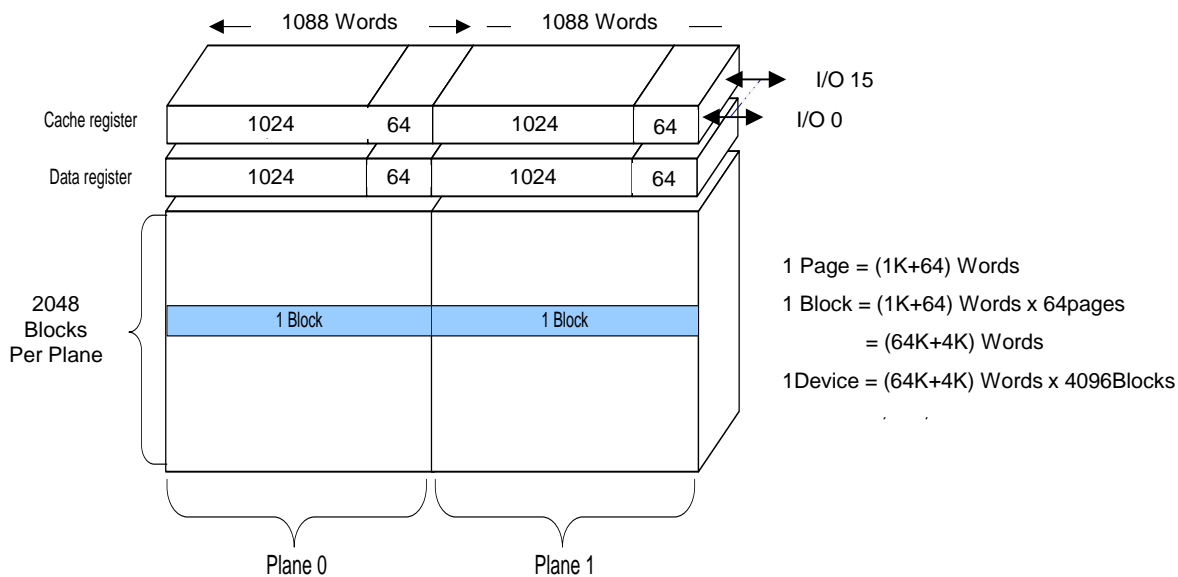 1088 Words 1088 Words
I/O 15
I/O 0
Cache register 1024 64 1024 64
Data register 1024 64 1024 64
2048
Blocks
Per Plane
1 Block 1 Block
1 Page = (1K+64) Words
1 Block = (1K+64) Words x 64pages
= (64K+4K) Words
1Device = (64K+4K) Words x 4096Blocks
Plane 0 Plane 1